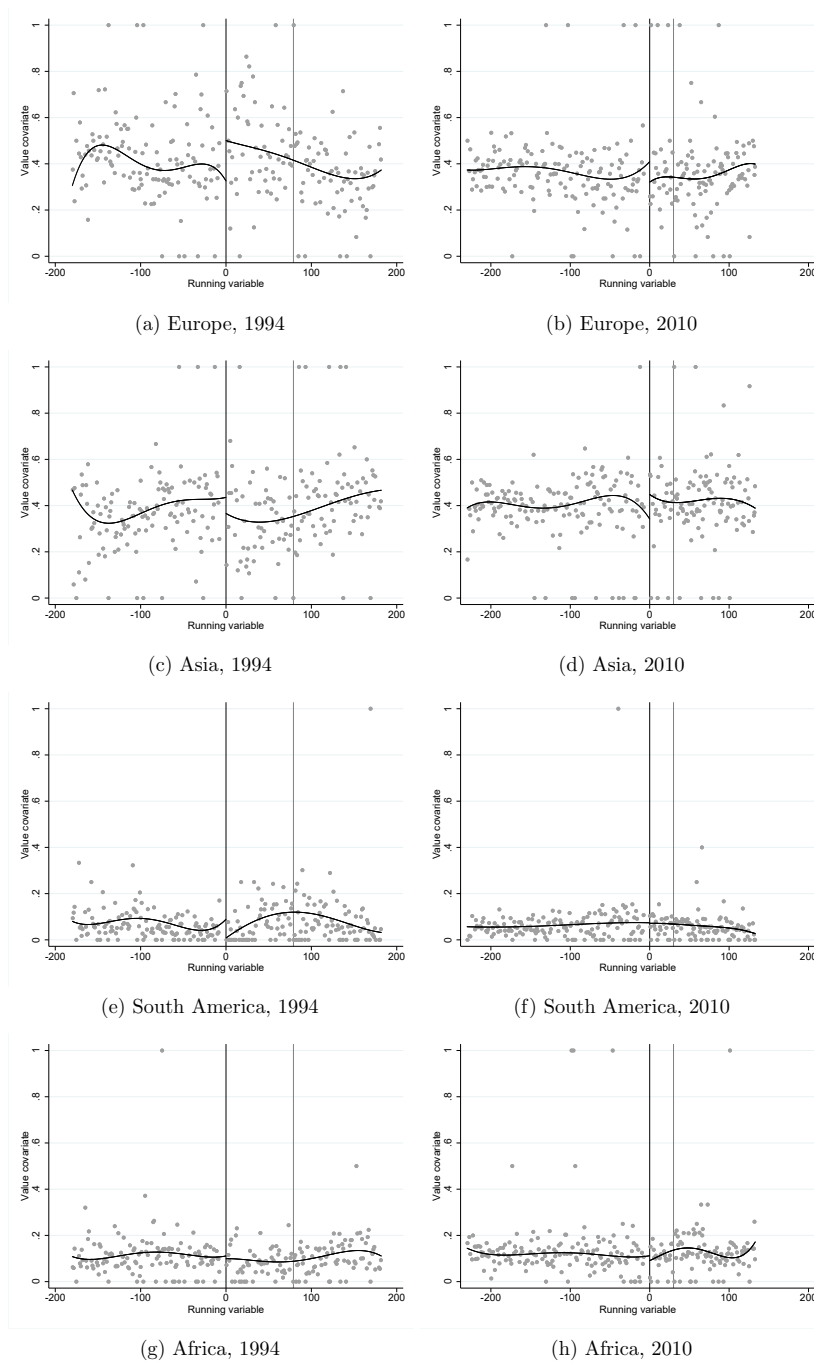 Value covariate
0 .2 .4 .6 .8 1
-200 -100 0 100 200
Running variable
(a) Europe, 1994
Value covariate
0 .2 .4 .6 .8 1
-200 -100 0 100 200
Running variable
(b) Europe, 2010
Value covariate
0 .2 .4 .6 .8 1
-200 -100 0 100 200
Running variable
(c) Asia, 1994
Value covariate
0 .2 .4 .6 .8 1
-200 -100 0 100 200
Running variable
(d) Asia, 2010
Value covariate
0 .2 .4 .6 .8 1
-200 -100 0 100 200
Running variable
(e) South America, 1994
Value covariate
0 .2 .4 .6 .8 1
-200 -100 0 100 200
Running variable
(f) South America, 2010
Value covariate
0 .2 .4 .6 .8 1
-200 -100 0 100 200
Running variable
(g) Africa, 1994
Value covariate
0 .2 .4 .6 .8 1
-200 -100 0 100 200
Running variable
(h) Africa, 2010